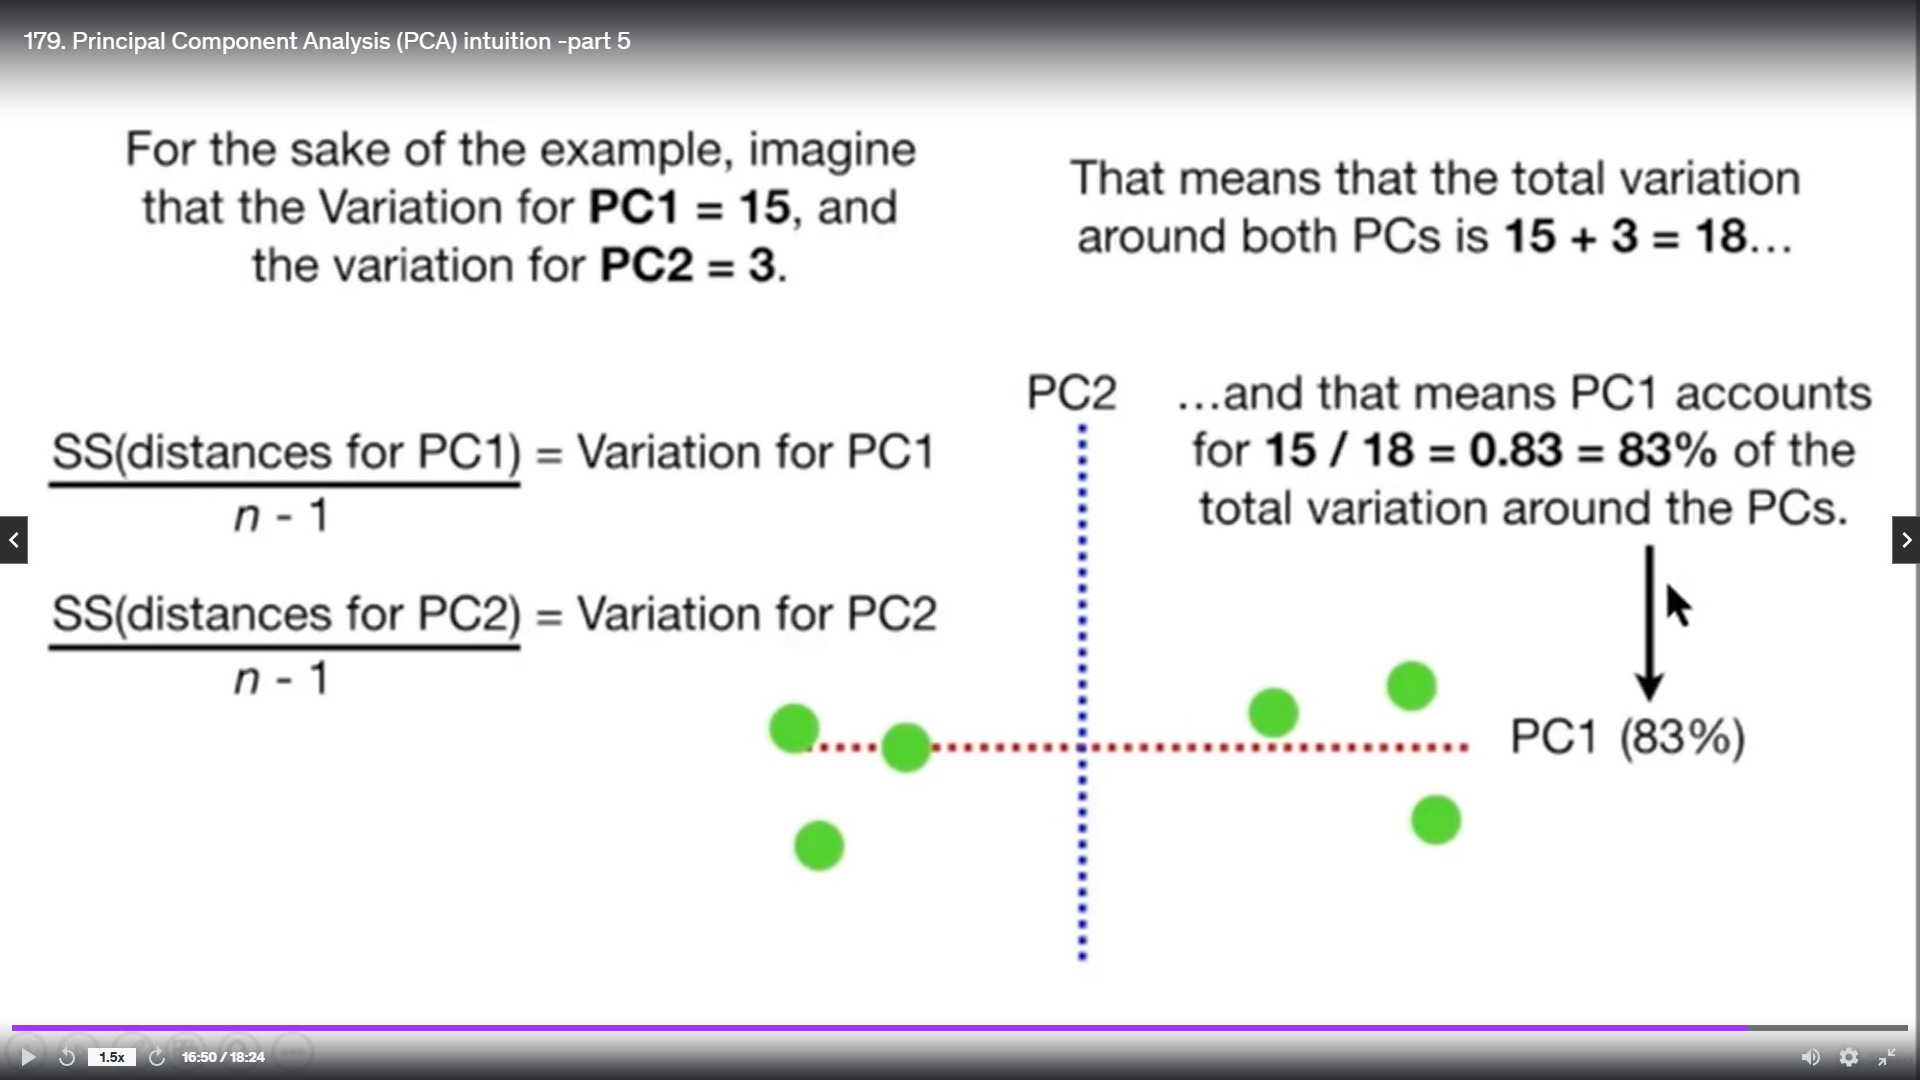 179. Principal Component Analysis (PCA) intuition -part 5
For the sake of the example, imagine
that the Variation for PC1 = 15, and
the variation for PC2 = 3.
That means that the total variation
around both PCs is 15 + 3 = 18...
SS(distances for PC1) = Variation for PC1
n - 1
SS(distances for PC2) = Variation for PC2
n - 1
PC2
...and that means PC1 accounts
for 15 / 18 = 0.83 = 83% of the
total variation around the PCs.
PC1 (83%)
1.5x
16:50 / 18:24